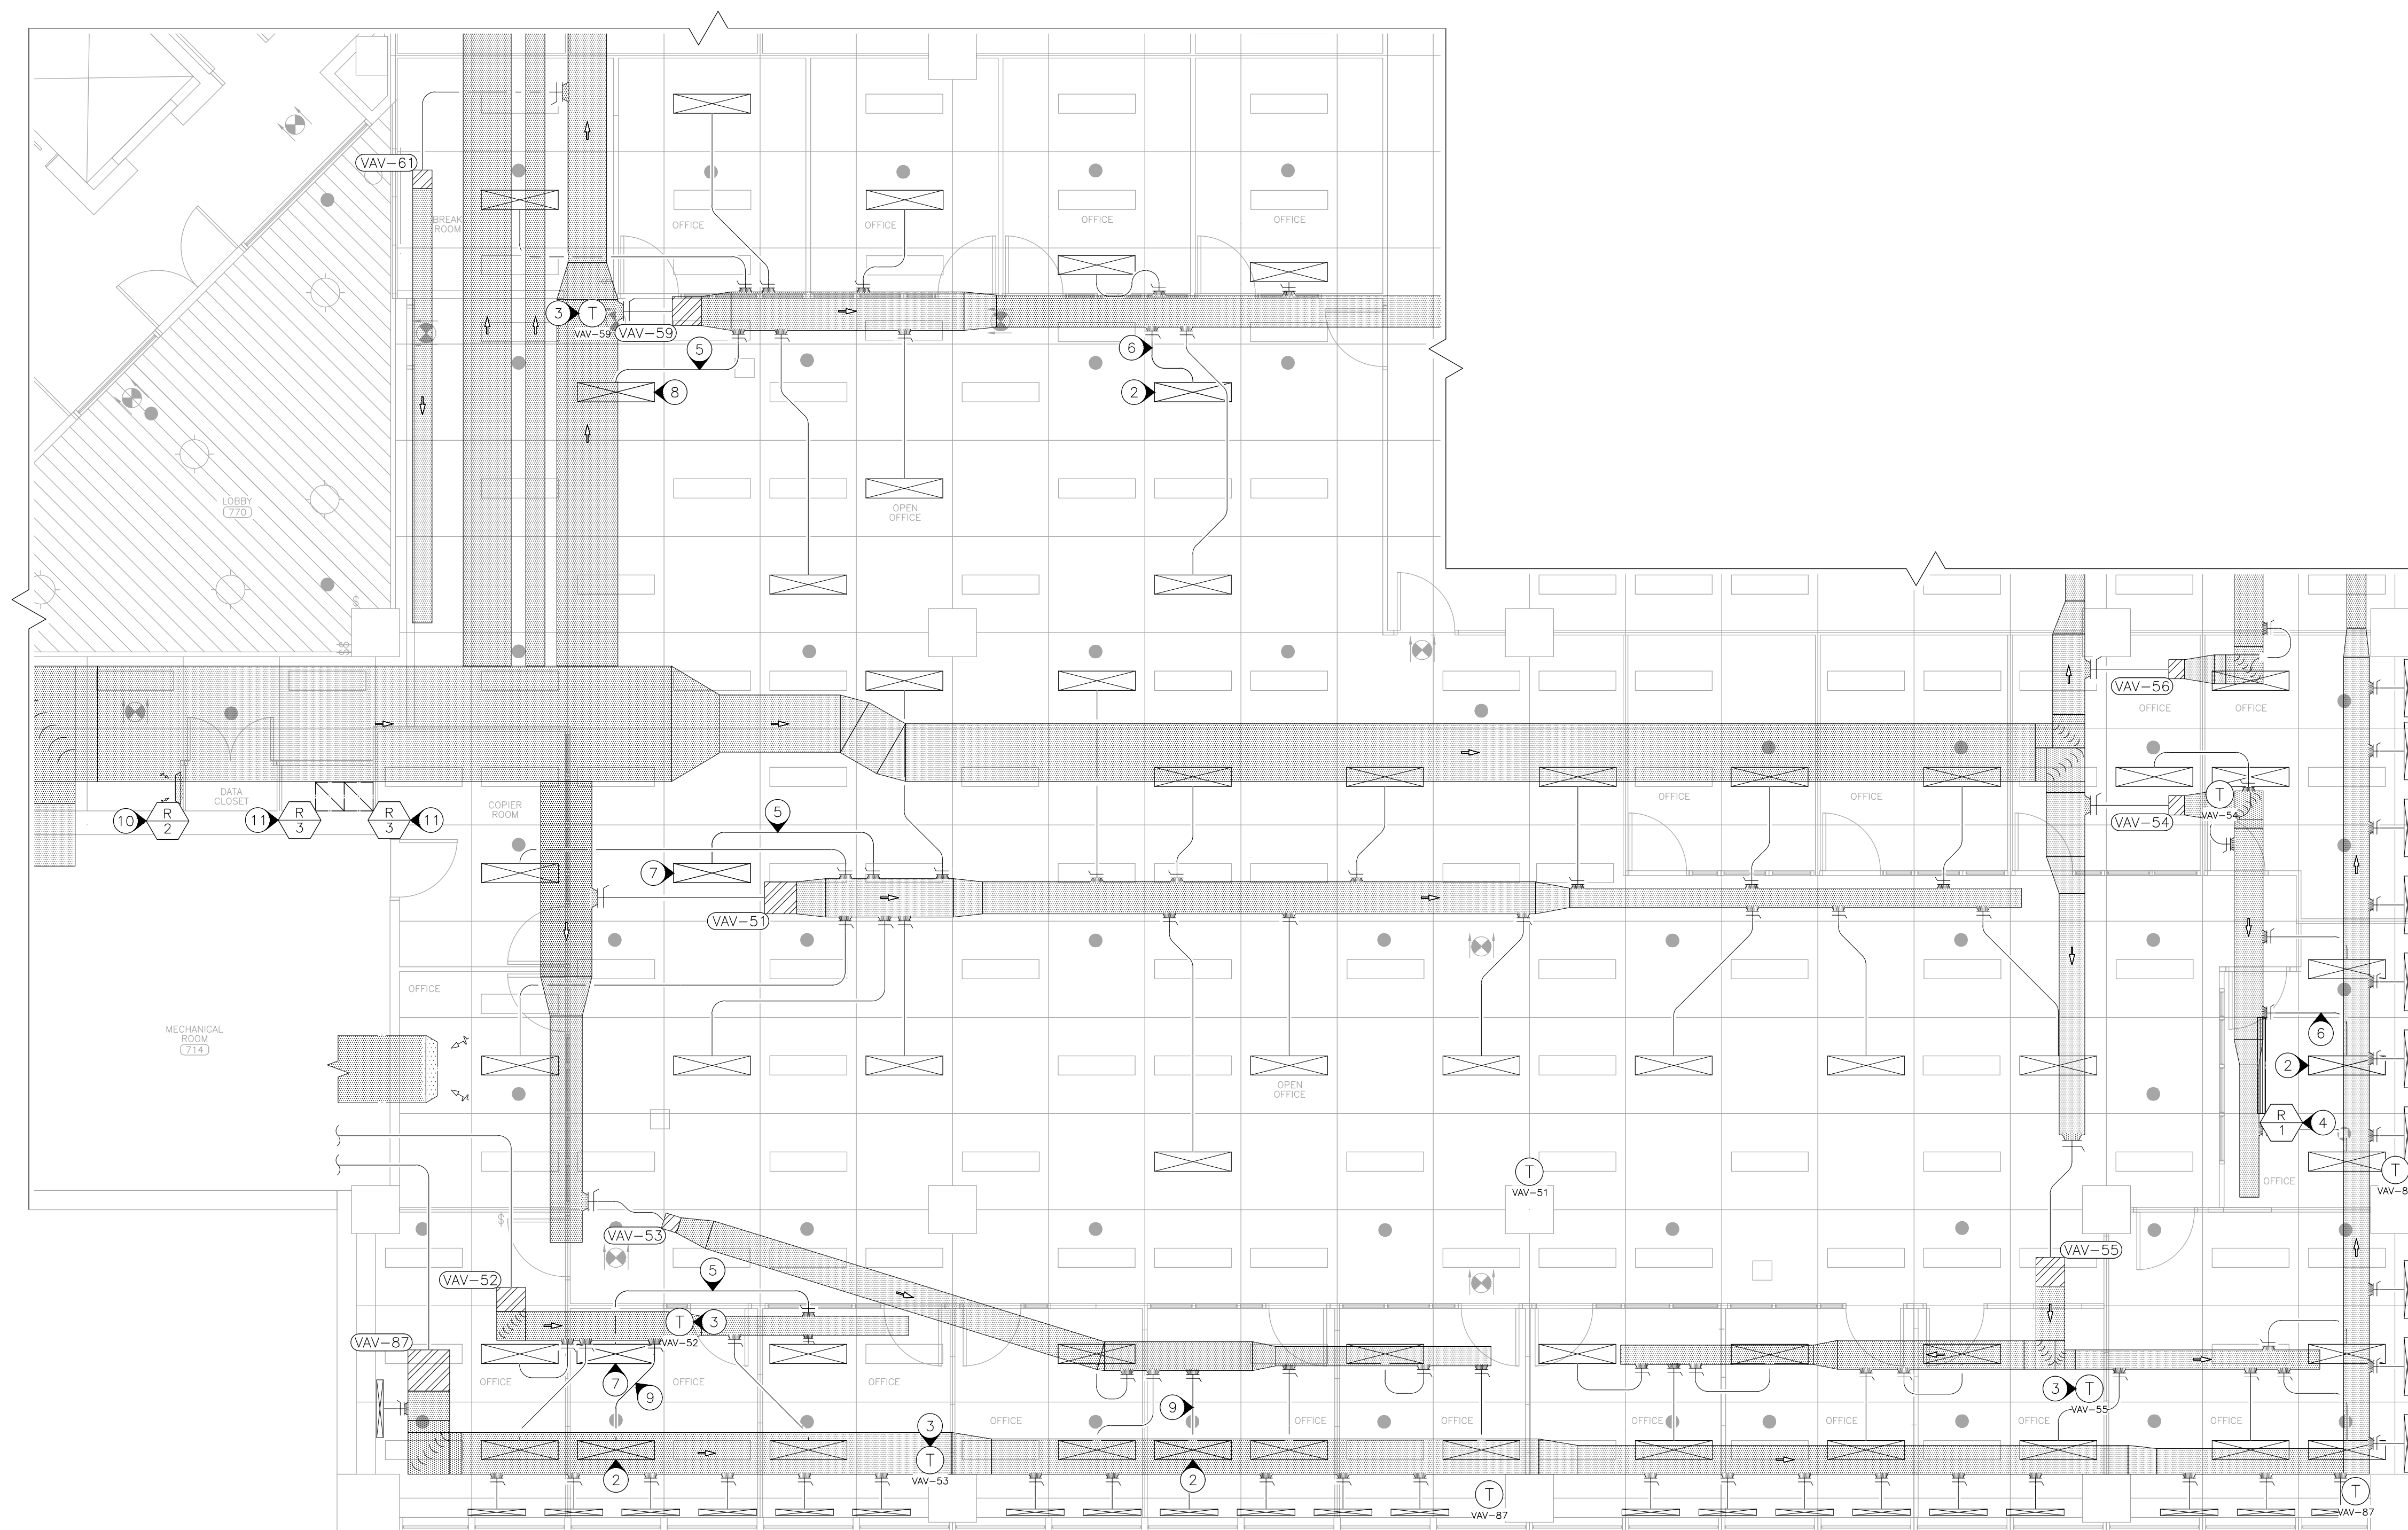 VAV-61
BREAK
ROOM
OFFICE
OFFICE
OFFICE
OFFICE
3
T
VAV-59
VAV-59
5
6
8
2
LOBBY
770
OPEN
OFFICE
VAV-56
OFFICE
OFFICE
DATA
CLOSET
COPIER
ROOM
OFFICE
OFFICE
T
VAV-54
VAV-54
10
R
2
11
R
3
R
3
11
5
7
VAV-51
OFFICE
MECHANICAL
ROOM
714
OPEN
OFFICE
6
2
R
1
4
T
VAV-51
T
VAV-8
OFFICE
VAV-53
VAV-52
5
VAV-55
T
3
VAV-52
VAV-87
OFFICE
7
OFFICE
9
OFFICE
3
T
VAV-55
9
3
OFFICE
OFFICE
OFFICE
OFFICE
OFFICE
OFFICE
OFFICE
T
VAV-53
2
2
T
VAV-87
T
VAV-87